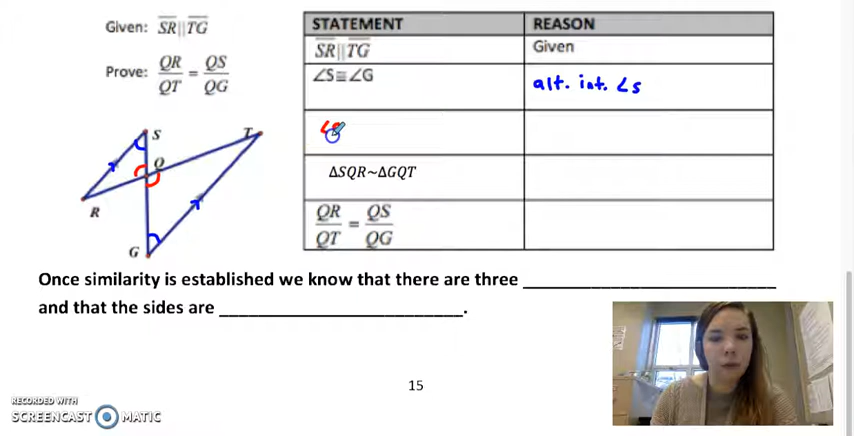 Given: SR||TG
Prove: QR/QT = QS/QG
STATEMENT REASON
SR||TG Given
∠S≅∠G alt. int. ∠s
ΔSQR~ΔGQT
QR/QT = QS/QG
S
T
Q
R
G
Once similarity is established we know that there are three ____________________
and that the sides are ____________________.
15
RECORDED WITH
SCREENCAST MATIC